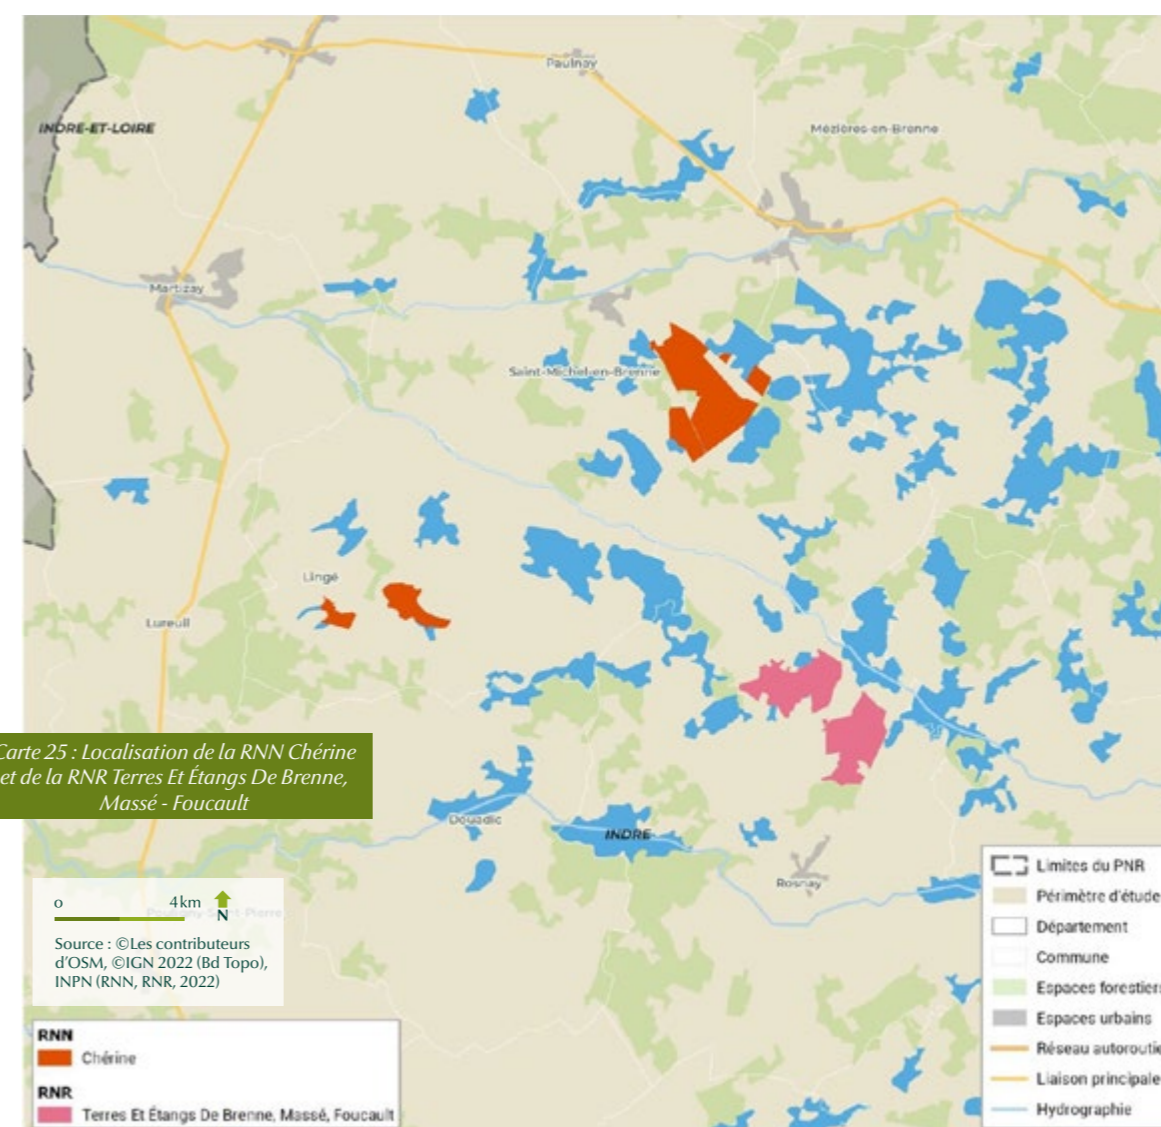 Paulnay
Mézières-en-Brenne
INDRE-ET-LOIRE
Martizay
Saint-Michel-en-Brenne
Lingé
Lureuil
Carte 25 : Localisation de la RNN Chérine
et de la RNR Terres Et Étangs De Brenne,
Massé - Foucault
Douadic
INDRE
Rosnay
o 4 km
N
Source : ©Les contributeurs
d’OSM, ©IGN 2022 (Bd Topo),
INPN (RNN, RNR, 2022)
RNN
Chérine
RNR
Terres Et Étangs De Brenne, Massé, Foucault
Limites du PNR
Périmètre d'étude
Département
Commune
Espaces forestiers
Espaces urbains
Réseau autoroutie
Liaison principale
Hydrographie